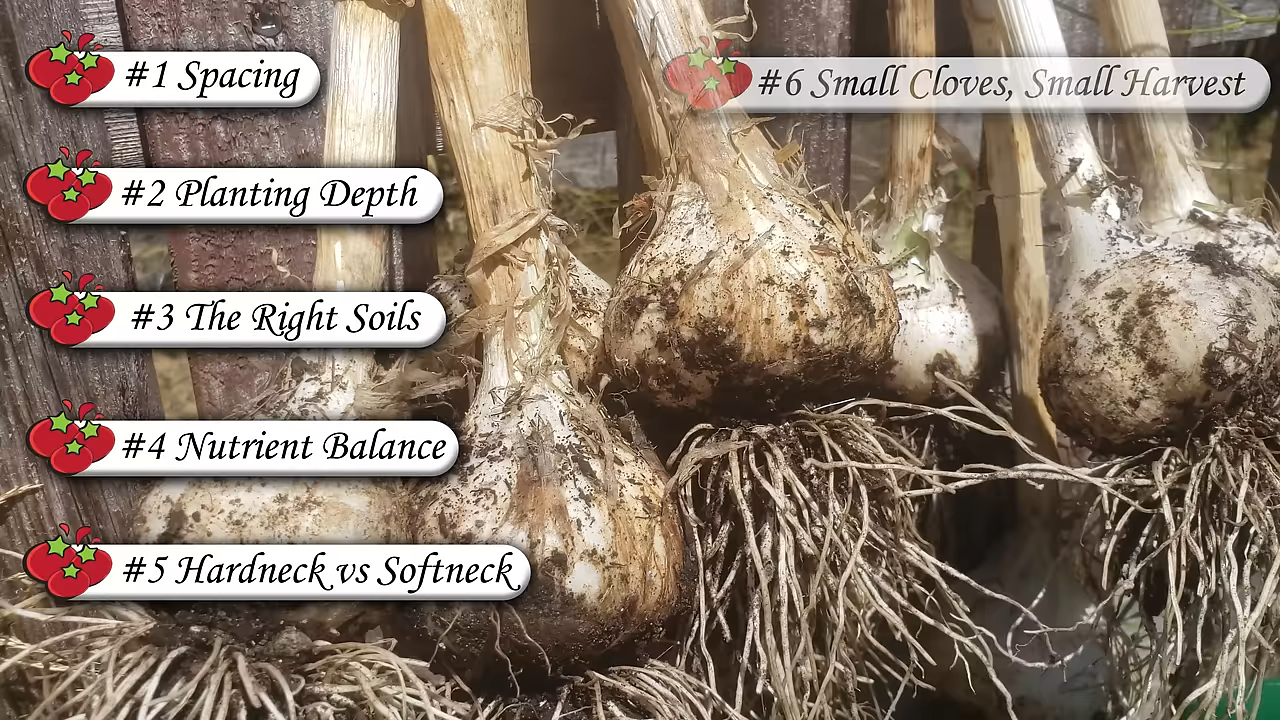 #1 Spacing
#2 Planting Depth
#3 The Right Soils
#4 Nutrient Balance
#5 Hardneck vs Softneck
#6 Small Cloves, Small Harvest